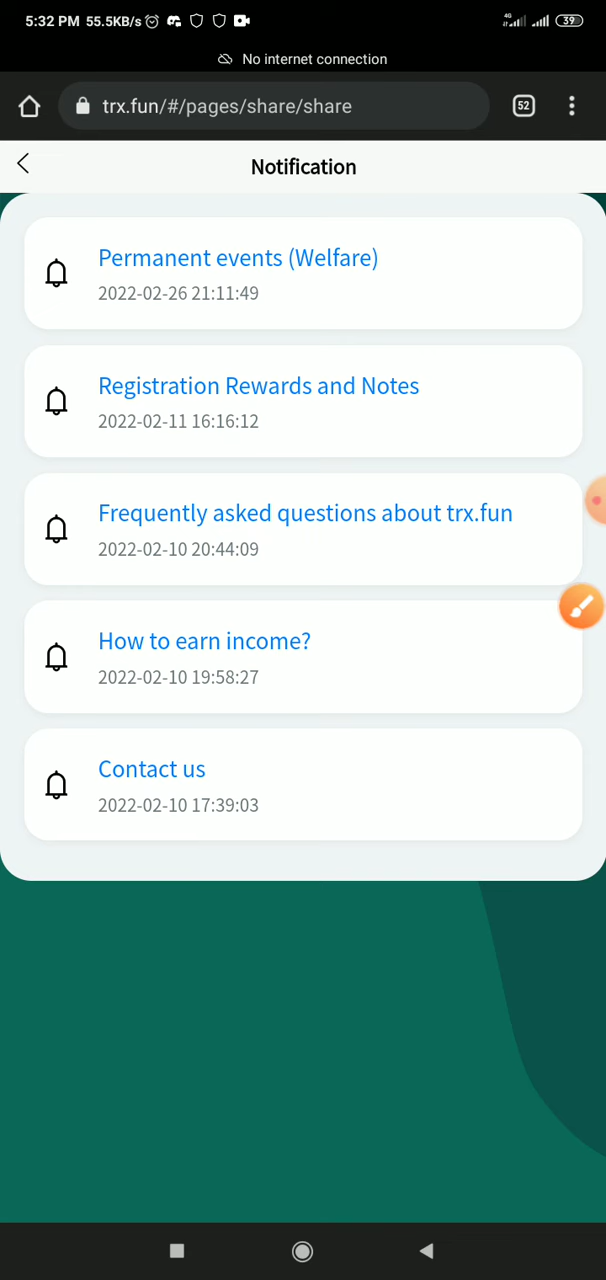 5:32 PM 55.5KB/s 4G 39
No internet connection
trx.fun/#/pages/share/share 52
Notification
Permanent events (Welfare)
2022-02-26 21:11:49
Registration Rewards and Notes
2022-02-11 16:16:12
Frequently asked questions about trx.fun
2022-02-10 20:44:09
How to earn income?
2022-02-10 19:58:27
Contact us
2022-02-10 17:39:03